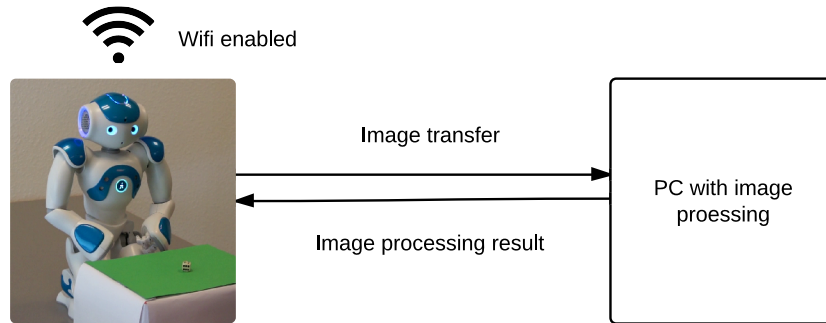 Wifi enabled
Image transfer
PC with image
proessing
Image processing result